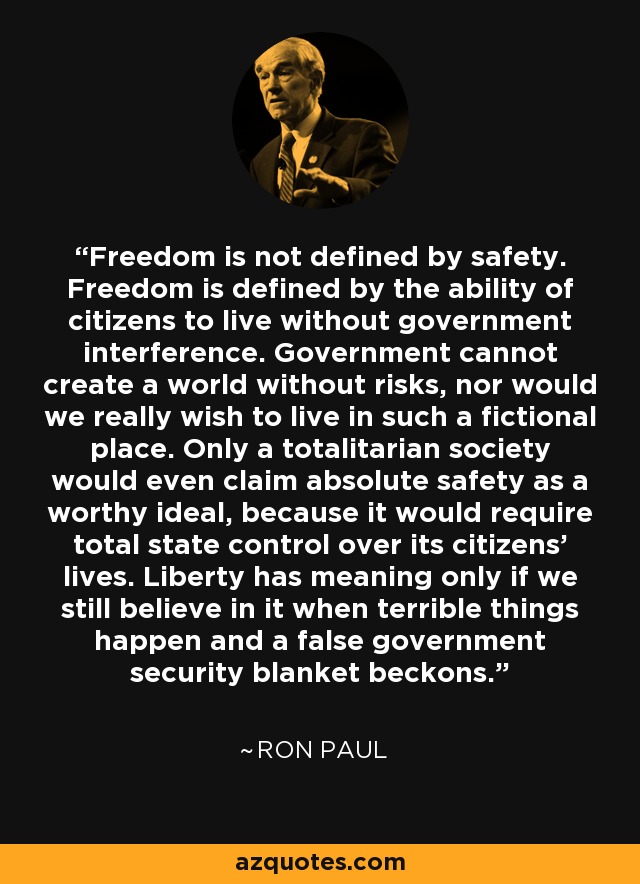 “Freedom is not defined by safety.
Freedom is defined by the ability of
citizens to live without government
interference. Government cannot
create a world without risks, nor would
we really wish to live in such a fictional
place. Only a totalitarian society
would even claim absolute safety as a
worthy ideal, because it would require
total state control over its citizens’
lives. Liberty has meaning only if we
still believe in it when terrible things
happen and a false government
security blanket beckons.”
~ RON PAUL
azquotes.com